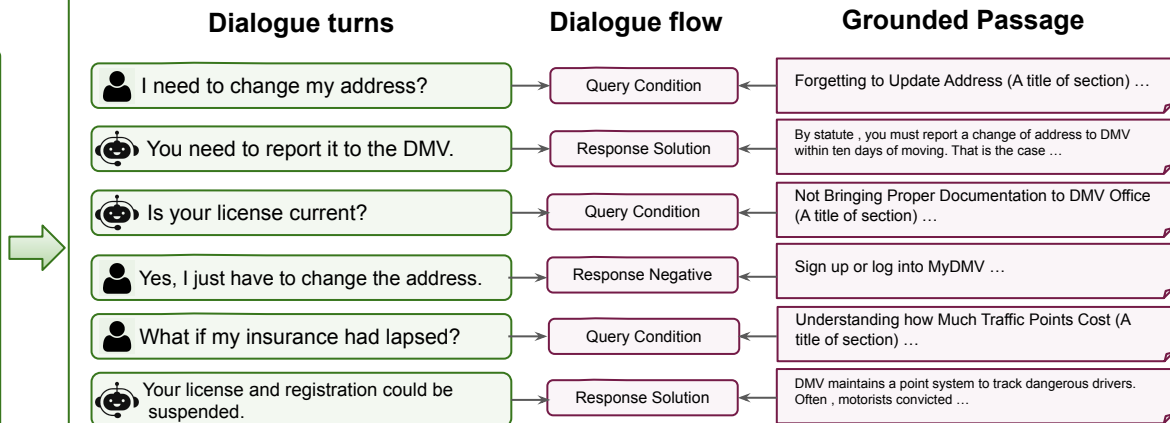 Dialogue turns
Dialogue flow
Grounded Passage
I need to change my address?
Query Condition
Forgetting to Update Address (A title of section) …
You need to report it to the DMV.
Response Solution
By statute , you must report a change of address to DMV
within ten days of moving. That is the case …
Is your license current?
Query Condition
Not Bringing Proper Documentation to DMV Office
(A title of section) …
Yes, I just have to change the address.
Response Negative
Sign up or log into MyDMV …
What if my insurance had lapsed?
Query Condition
Understanding how Much Traffic Points Cost (A
title of section) …
Your license and registration could be
suspended.
Response Solution
DMV maintains a point system to track dangerous drivers.
Often , motorists convicted …